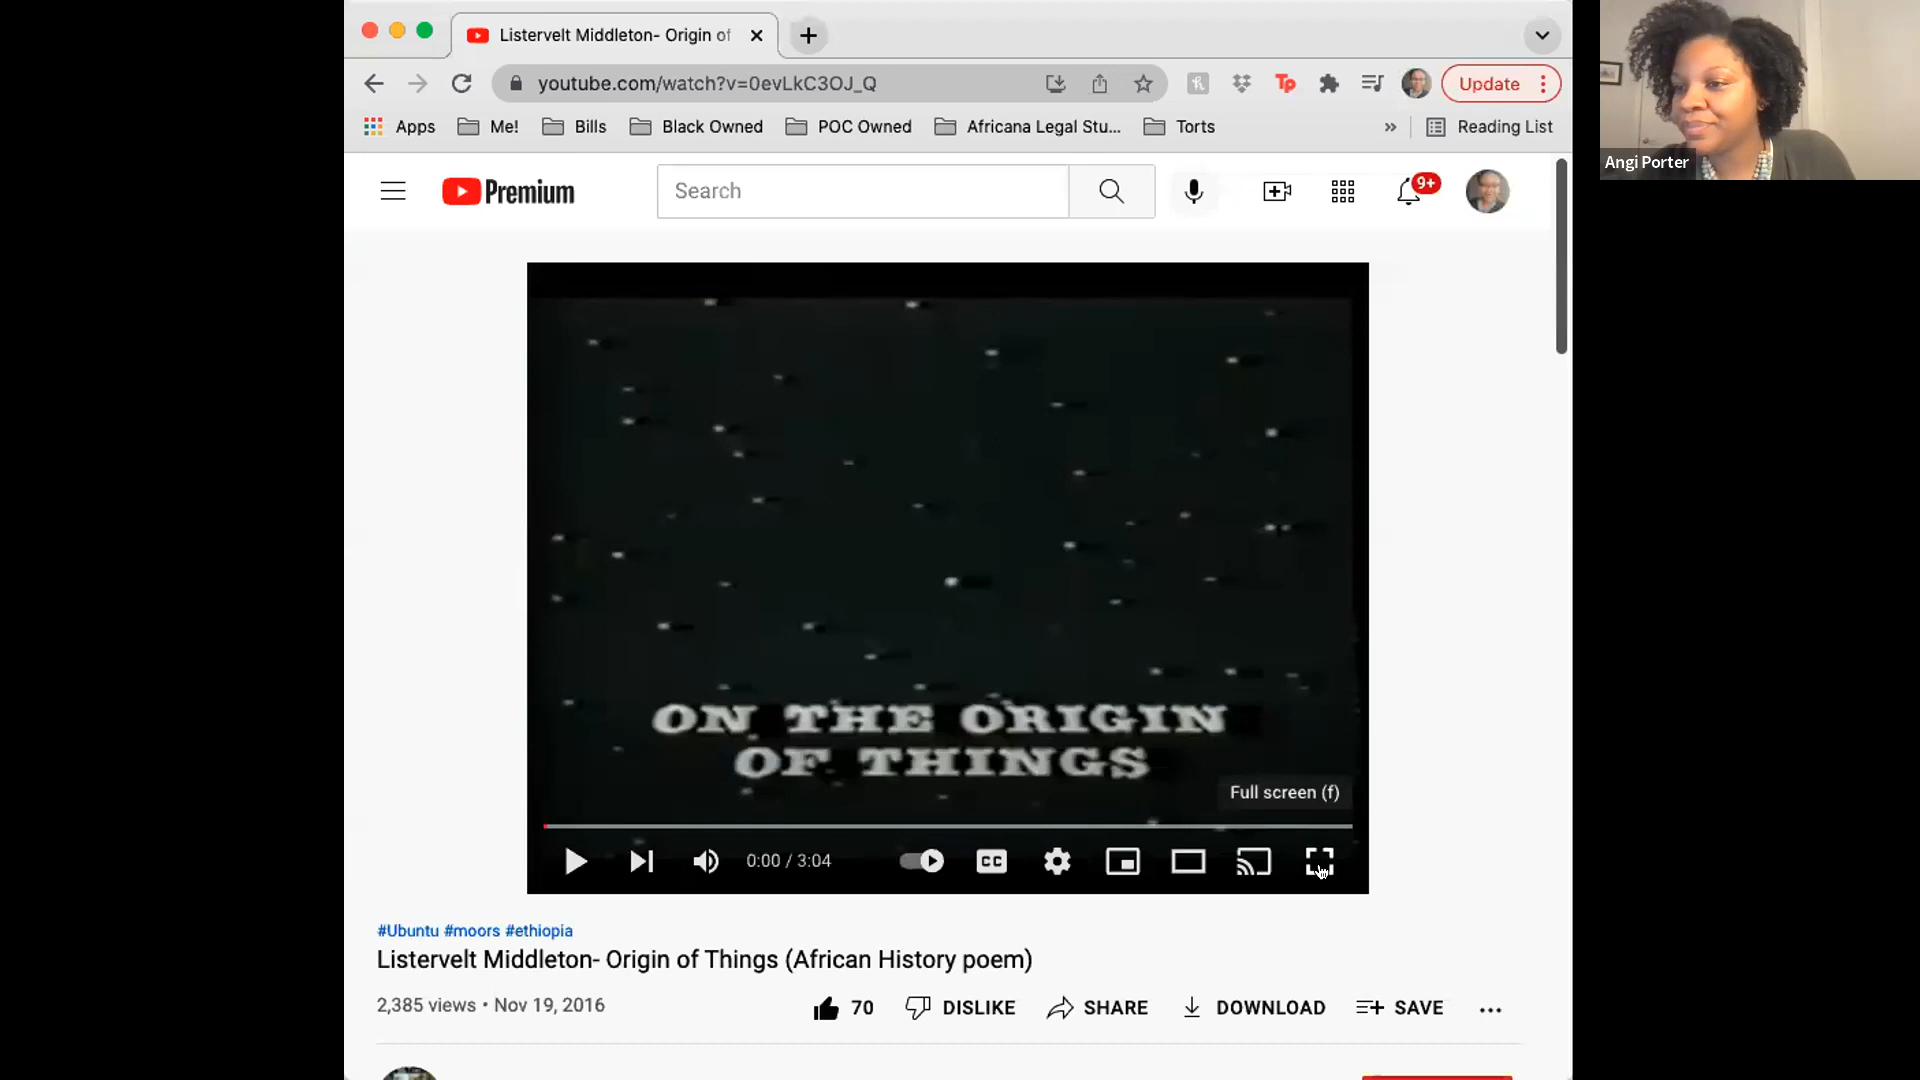 Listervelt Middleton- Origin of
youtube.com/watch?v=0evLkC3OJ_Q
Tp
Update
Apps
Me!
Bills
Black Owned
POC Owned
Africana Legal Stu...
Torts
»
Reading List
Angi Porter
Premium
Search
9+
ON THE ORIGIN
OF THINGS
Full screen (f)
0:00 / 3:04
CC
#Ubuntu #moors #ethiopia
Listervelt Middleton- Origin of Things (African History poem)
2,385 views • Nov 19, 2016
70
DISLIKE
SHARE
DOWNLOAD
SAVE